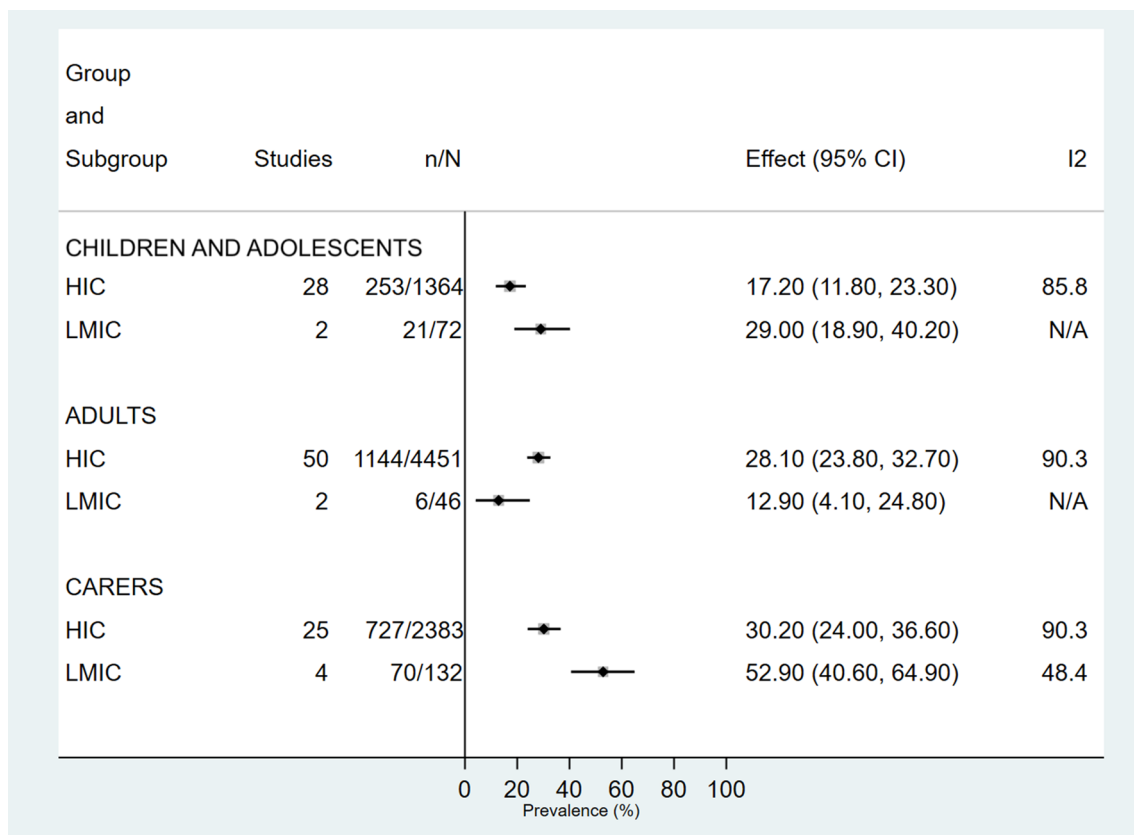 Group
and
Subgroup Studies n/N Effect (95% CI) I2
CHILDREN AND ADOLESCENTS
HIC 28 253/1364 17.20 (11.80, 23.30) 85.8
LMIC 2 21/72 29.00 (18.90, 40.20) N/A
ADULTS
HIC 50 1144/4451 28.10 (23.80, 32.70) 90.3
LMIC 2 6/46 12.90 (4.10, 24.80) N/A
CARERS
HIC 25 727/2383 30.20 (24.00, 36.60) 90.3
LMIC 4 70/132 52.90 (40.60, 64.90) 48.4
0 20 40 60 80 100
Prevalence (%)